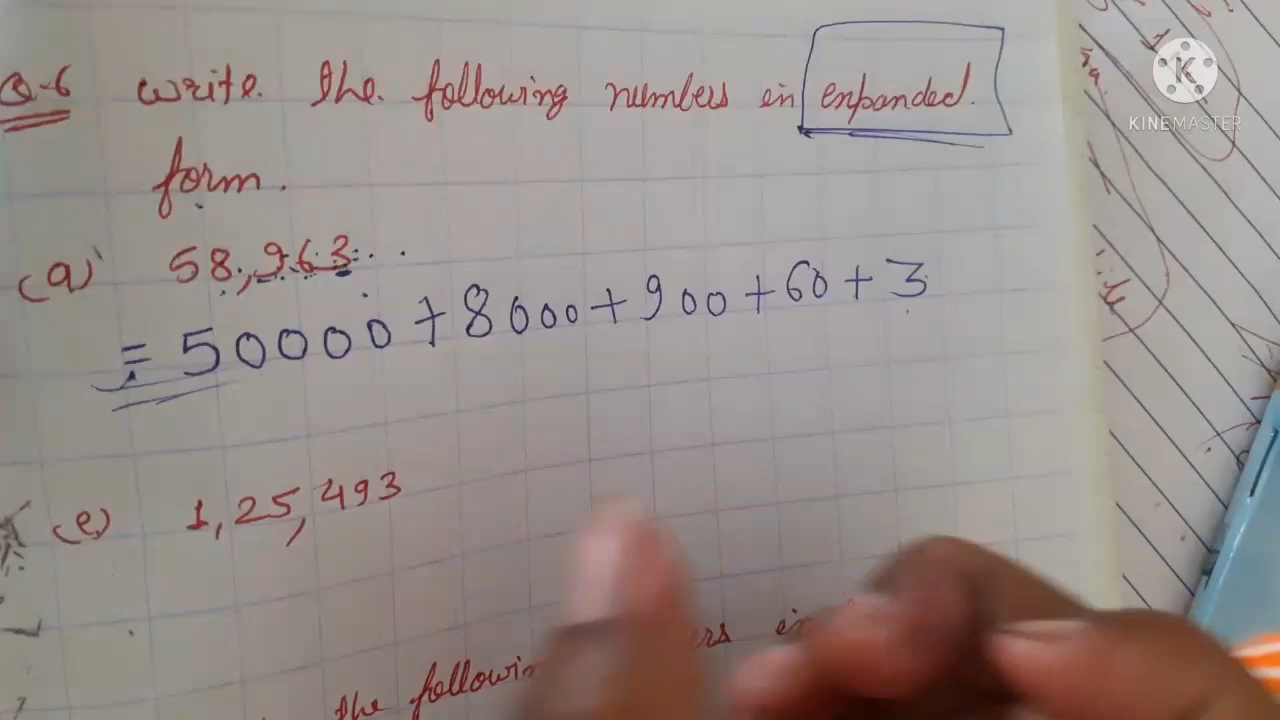 Q-6 Write the following numbers in expanded
form.
(a) 58,963
= 50000 + 8000 + 900 + 60 + 3
(e) 1,25,493
the following
in
KINEMASTER